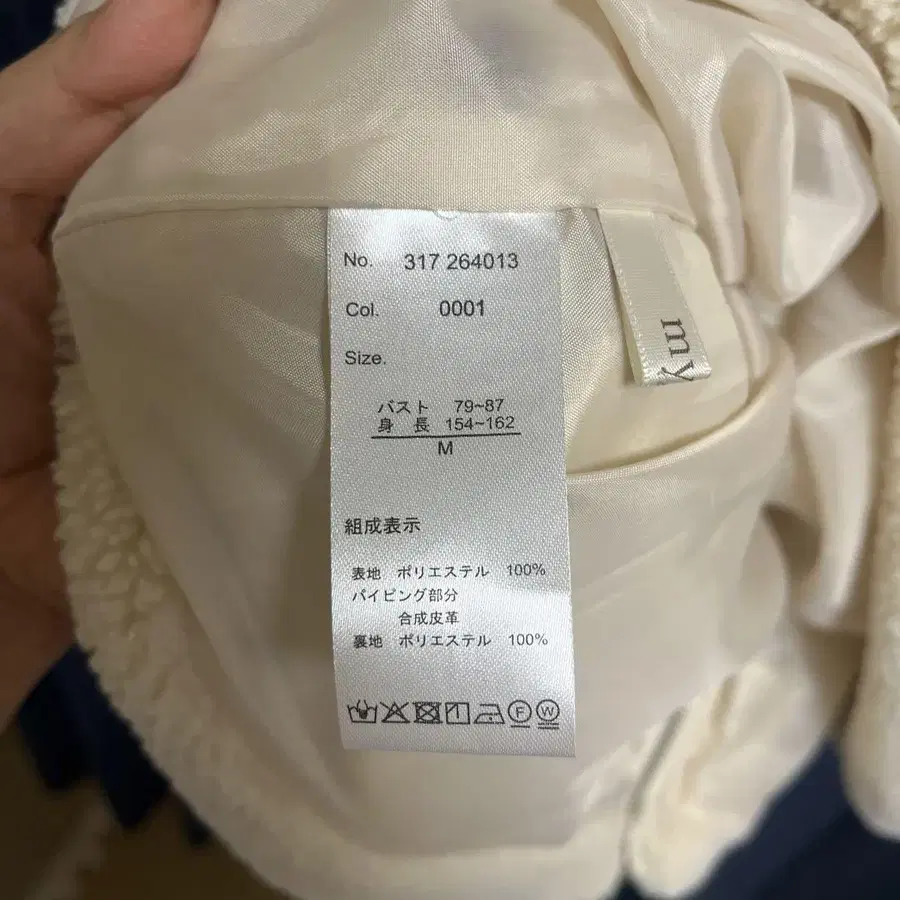 No. 317 264013
Col. 0001
Size.
バスト 79~87
身 長 154~162
M
組成表示
表地 ポリエステル 100%
パイピング部分
合成皮革
裏地 ポリエステル 100%
F W
my